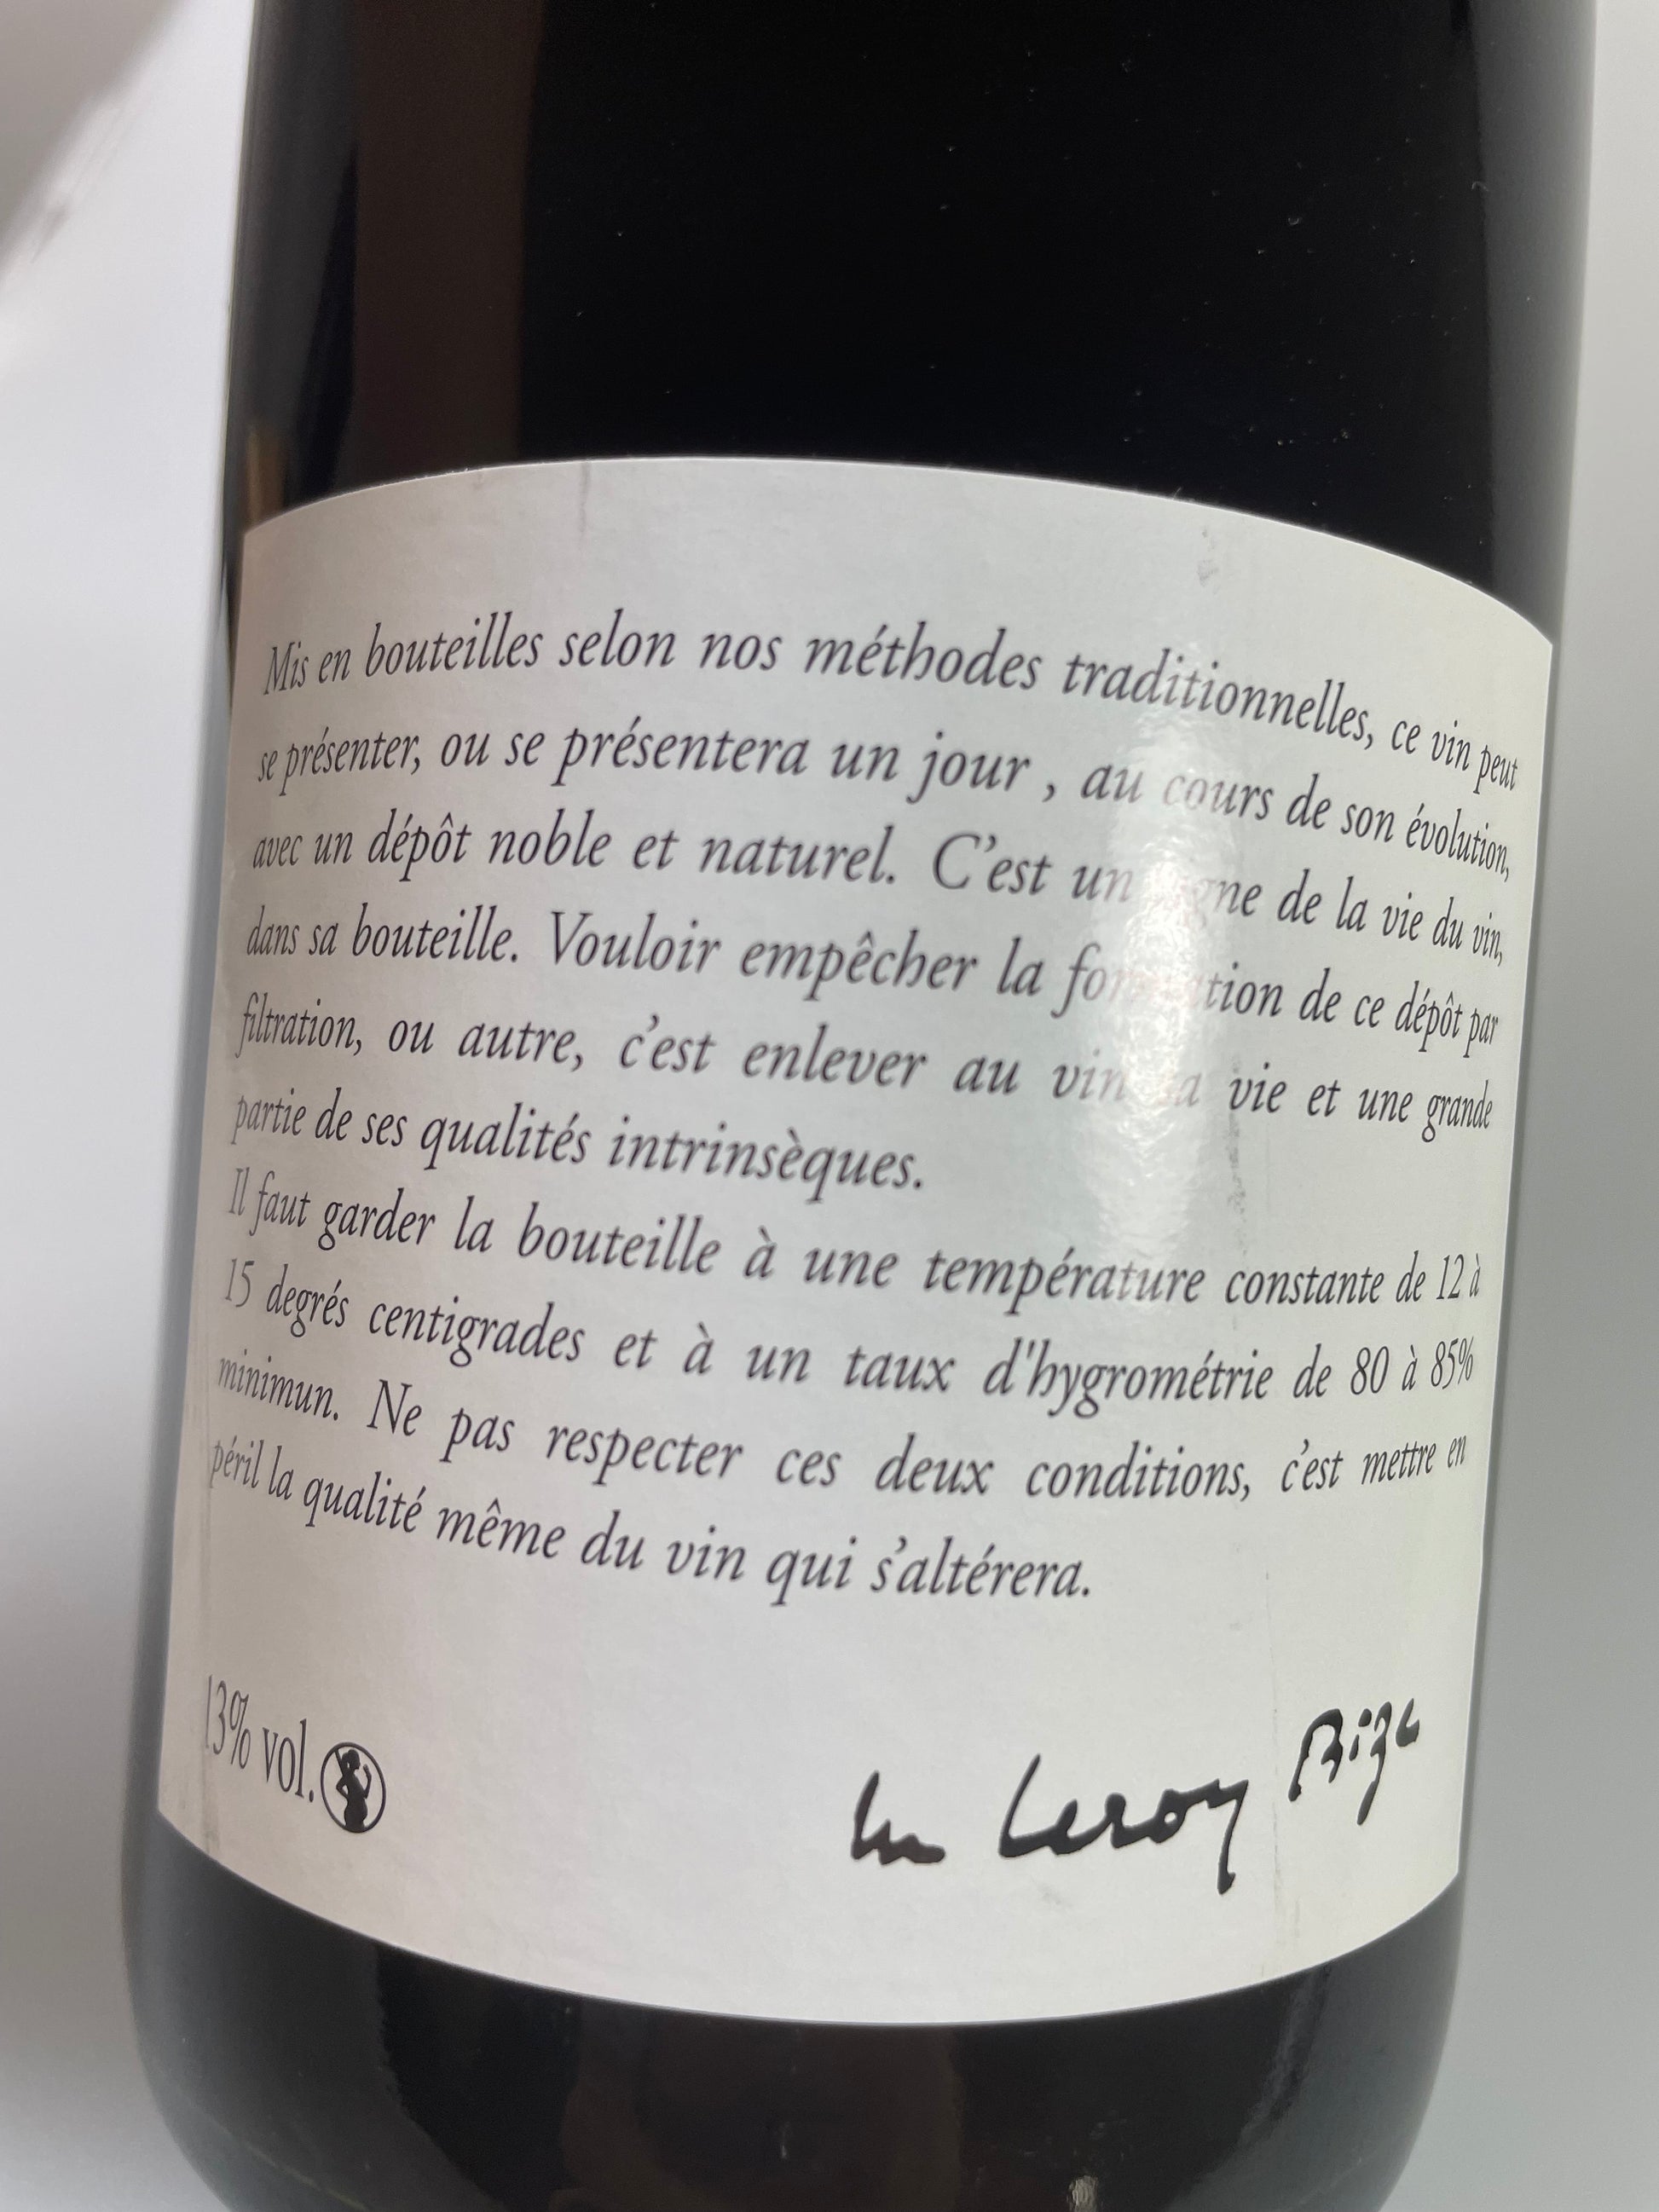 Mis en bouteilles selon nos méthodes traditionnelles, ce vin peut
se présenter, ou se présentera un jour , au cours de son évolution,
avec un dépôt noble et naturel. C'est un signe de la vie du vin,
dans sa bouteille. Vouloir empêcher la formation de ce dépôt par
filtration, ou autre, c'est enlever au vin sa vie et une grande
partie de ses qualités intrinsèques.
Il faut garder la bouteille à une température constante de 12 à
15 degrés centigrades et à un taux d'hygrométrie de 80 à 85%
minimun. Ne pas respecter ces deux conditions, c'est mettre en
péril la qualité même du vin qui s'altérera.
13% vol.
Leroy Bize